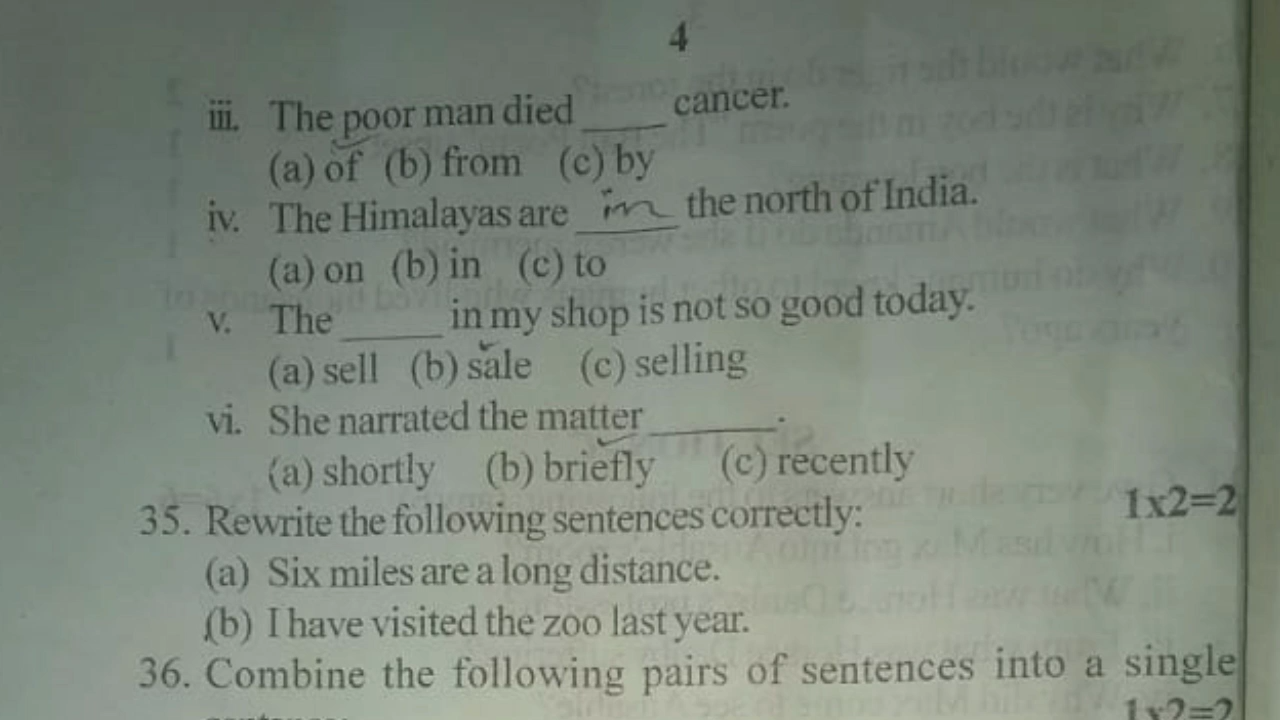 4
iii. The poor man died ____ cancer.
(a) of (b) from (c) by
iv. The Himalayas are in the north of India.
(a) on (b) in (c) to
v. The _____ in my shop is not so good today.
(a) sell (b) sale (c) selling
vi. She narrated the matter ______.
(a) shortly (b) briefly (c) recently
35. Rewrite the following sentences correctly: 1x2=2
(a) Six miles are a long distance.
(b) I have visited the zoo last year.
36. Combine the following pairs of sentences into a single
1x2=2